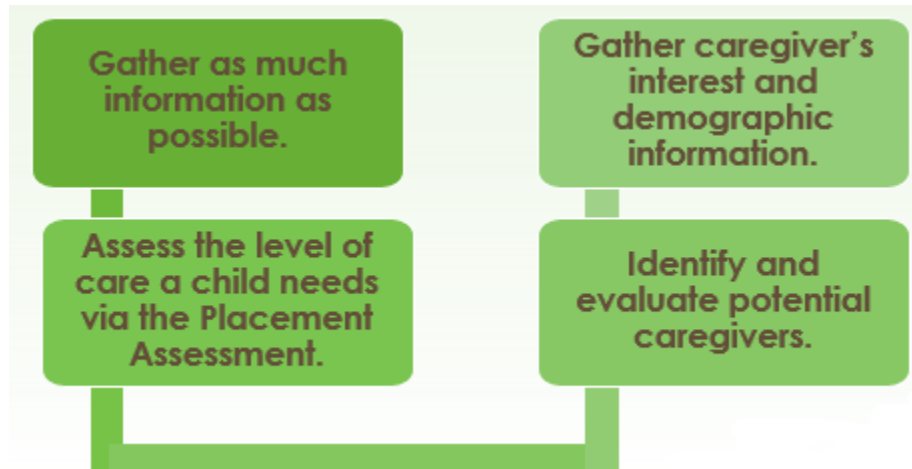 Gather as much
information as
possible.
Assess the level of
care a child needs
via the Placement
Assessment.
Gather caregiver’s
interest and
demographic
information.
Identify and
evaluate potential
caregivers.